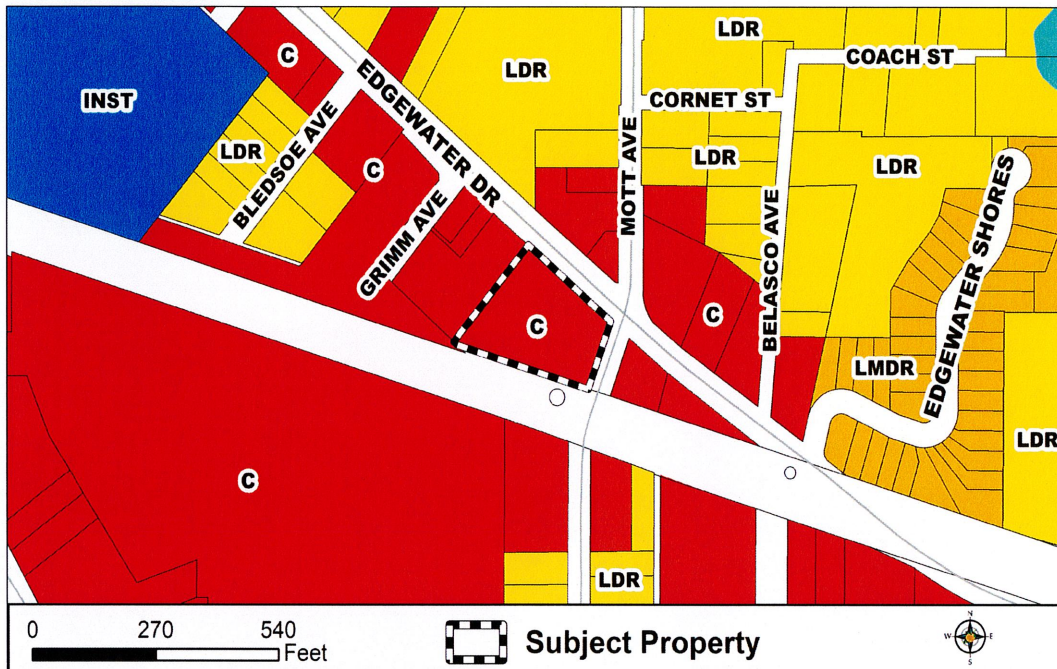 LDR
LDR
C
COACH ST
EDGEWATER DR
LDR
INST
CORNET ST
BLEDSOE AVE
LDR
C
LDR
LDR
MOTT AVE
EDGEWATER SHORES
GRIMM AVE
BELASCO AVE
C
C
LMDR
LDR
C
LDR
0 270 540
Feet
Subject Property
N
W E
S